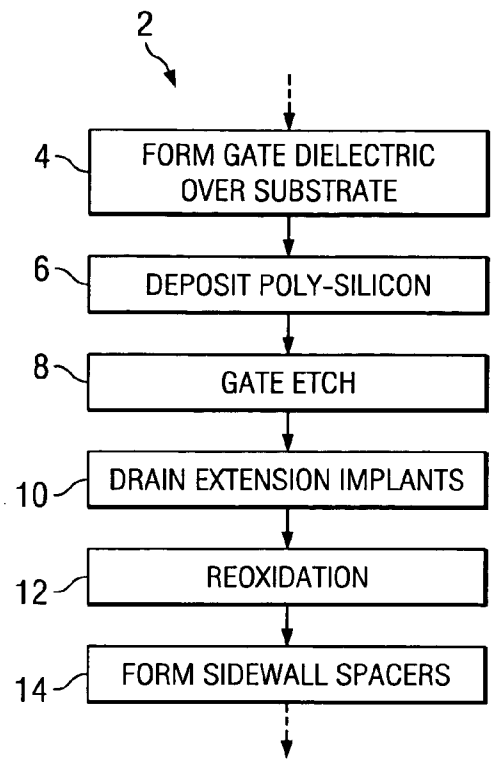 2
4
FORM GATE DIELECTRIC
OVER SUBSTRATE
6
DEPOSIT POLY-SILICON
8
GATE ETCH
10
DRAIN EXTENSION IMPLANTS
12
REOXIDATION
14
FORM SIDEWALL SPACERS